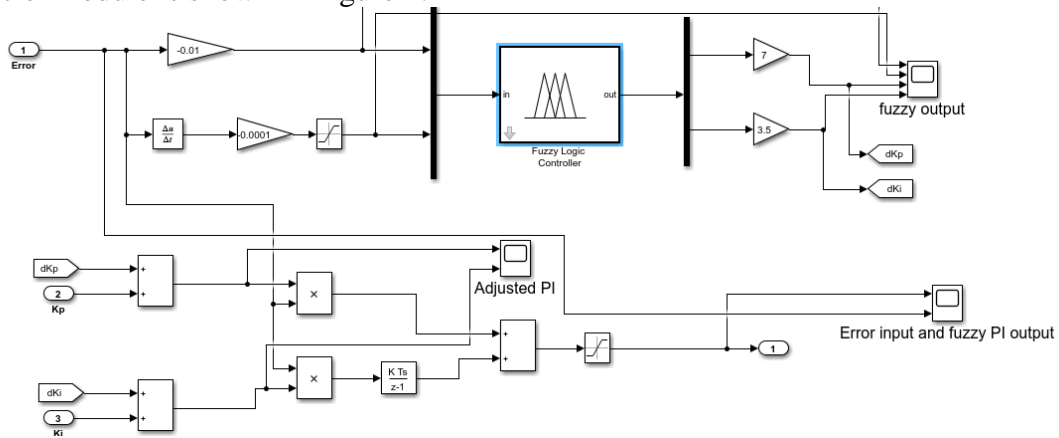 1
Error
-0.01
Δu
Δt
-0.0001
in
out
Fuzzy Logic
Controller
7
3.5
fuzzy output
dKp
dKi
dKp
2
Kp
+
+
×
Adjusted PI
+
+
1
Error input and fuzzy PI output
×
K Ts
z-1
dKi
3
Ki
+
+